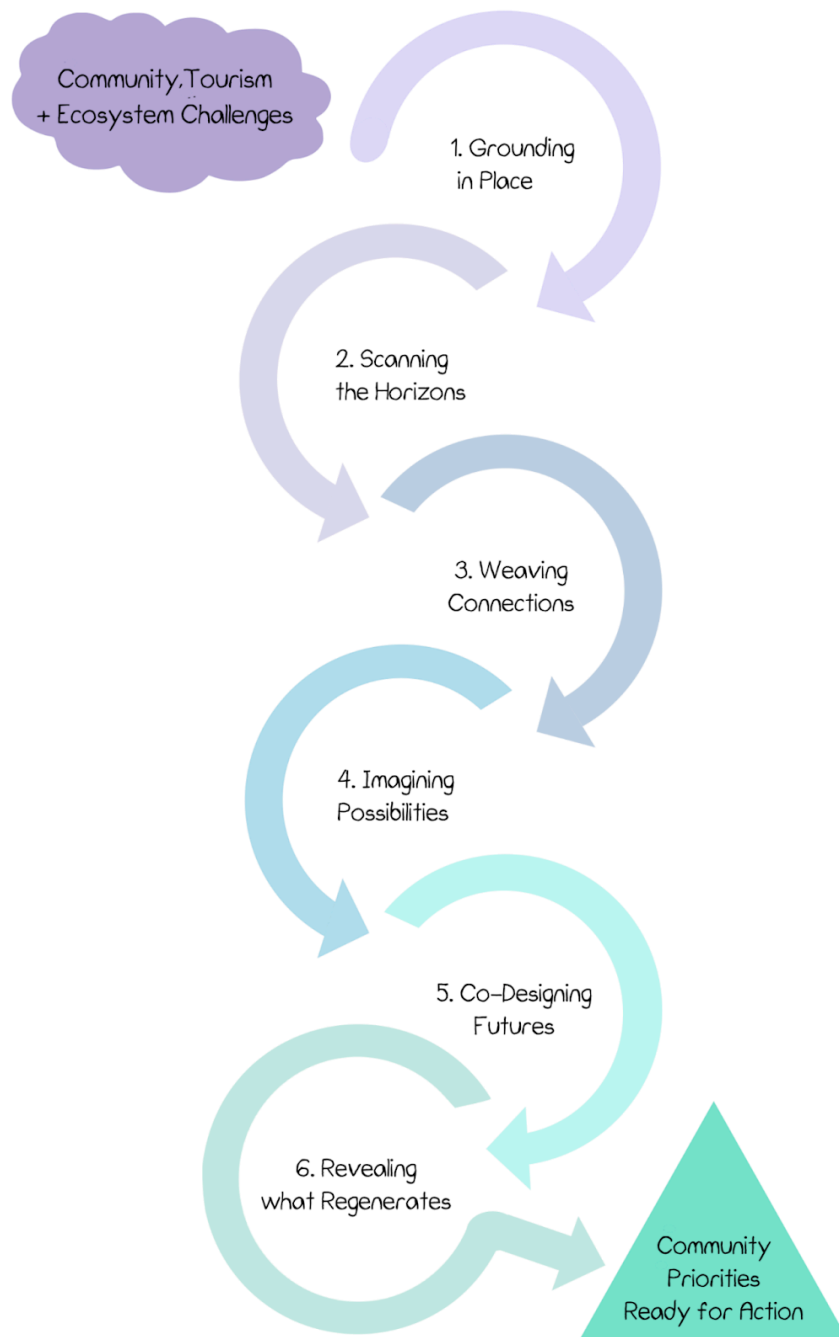 Community, Tourism
+ Ecosystem Challenges
1. Grounding
in Place
2. Scanning
the Horizons
3. Weaving
Connections
4. Imagining
Possibilities
5. Co-Designing
Futures
6. Revealing
what Regenerates
Community
Priorities
Ready for Action